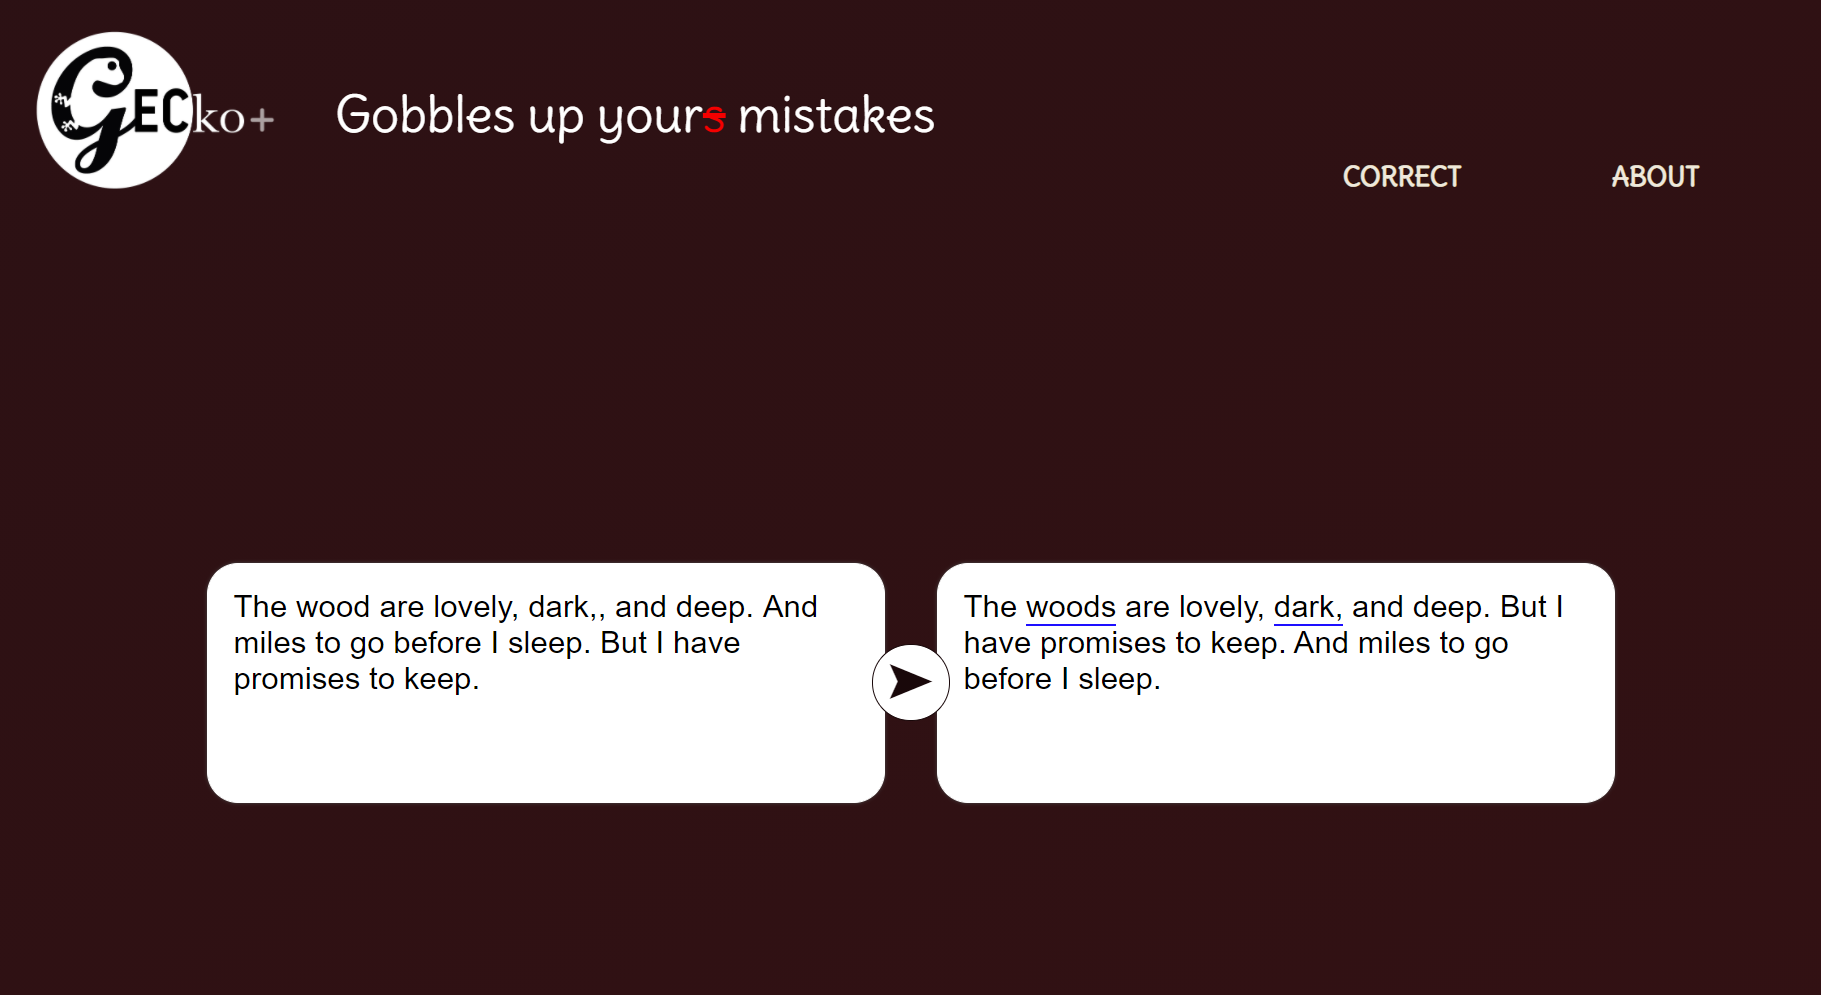 GECko+
Gobbles up yours mistakes
CORRECT
ABOUT
The wood are lovely, dark,, and deep. And
miles to go before I sleep. But I have
promises to keep.
The woods are lovely, dark, and deep. But I
have promises to keep. And miles to go
before I sleep.